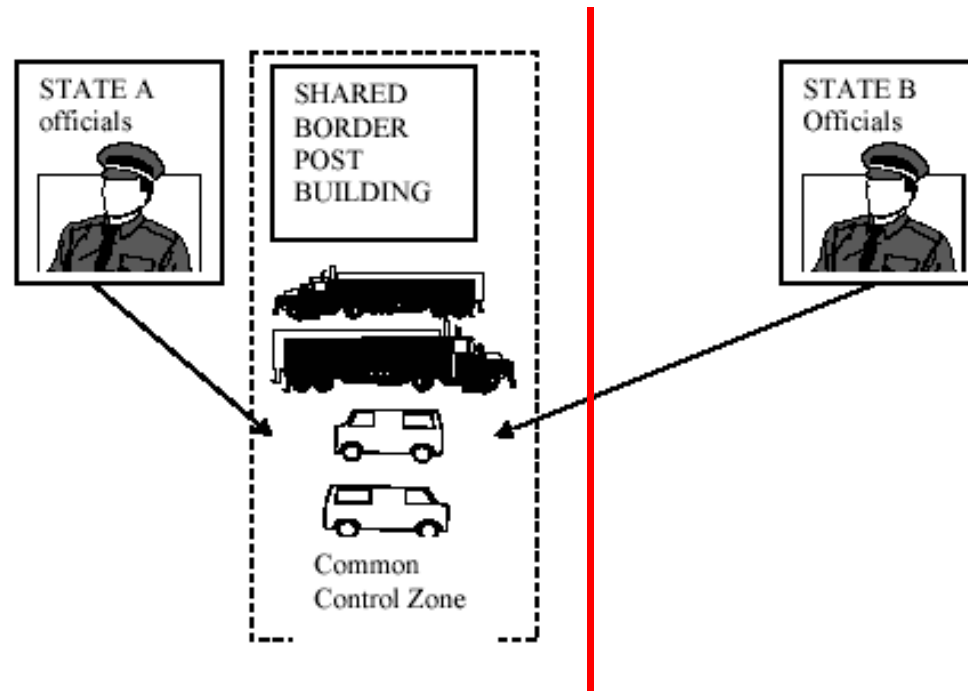 STATE A
officials
SHARED
BORDER
POST
BUILDING
STATE B
Officials
Common
Control Zone